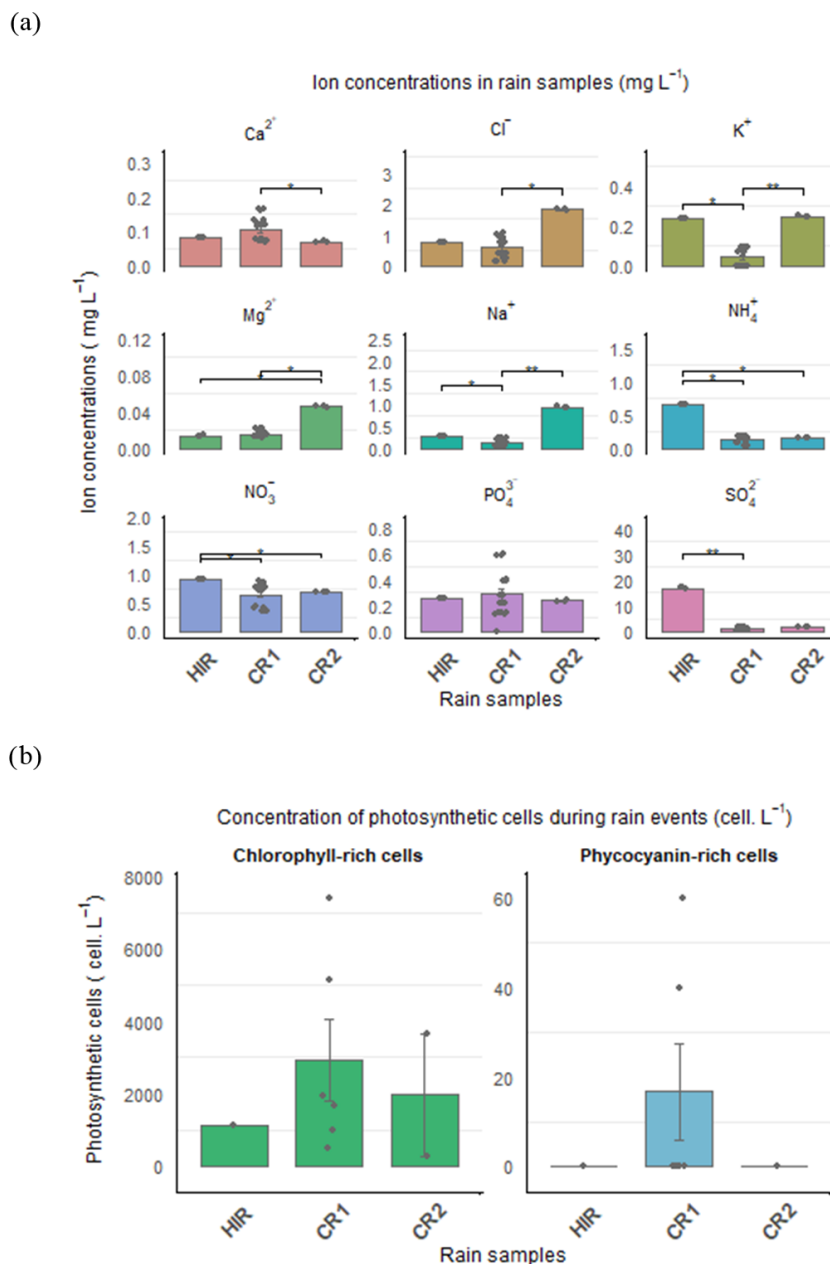 (a)
Ion concentrations in rain samples (mg L⁻¹)
Ca²⁺ Cl⁻ K⁺
0.3
0.2
0.1
0.0
3
2
1
0
0.4
0.2
0.0
* * * **
Ion concentrations ( mg L⁻¹)
Mg²⁺ Na⁺ NH₄⁺
0.12
0.08
0.04
0.00
2.5
2.0
1.5
1.0
0.5
0.0
1.5
1.0
0.5
0.0
* * * ** * *
NO₃⁻ PO₄³⁻ SO₄²⁻
2.0
1.5
1.0
0.5
0.0
0.8
0.6
0.4
0.2
0.0
40
30
20
10
0
* * **
HIR CR1 CR2 HIR CR1 CR2 HIR CR1 CR2
Rain samples
(b)
Concentration of photosynthetic cells during rain events (cell. L⁻¹)
Chlorophyll-rich cells Phycocyanin-rich cells
Photosynthetic cells ( cell. L⁻¹)
8000
6000
4000
2000
0
60
40
20
0
HIR CR1 CR2 HIR CR1 CR2
Rain samples